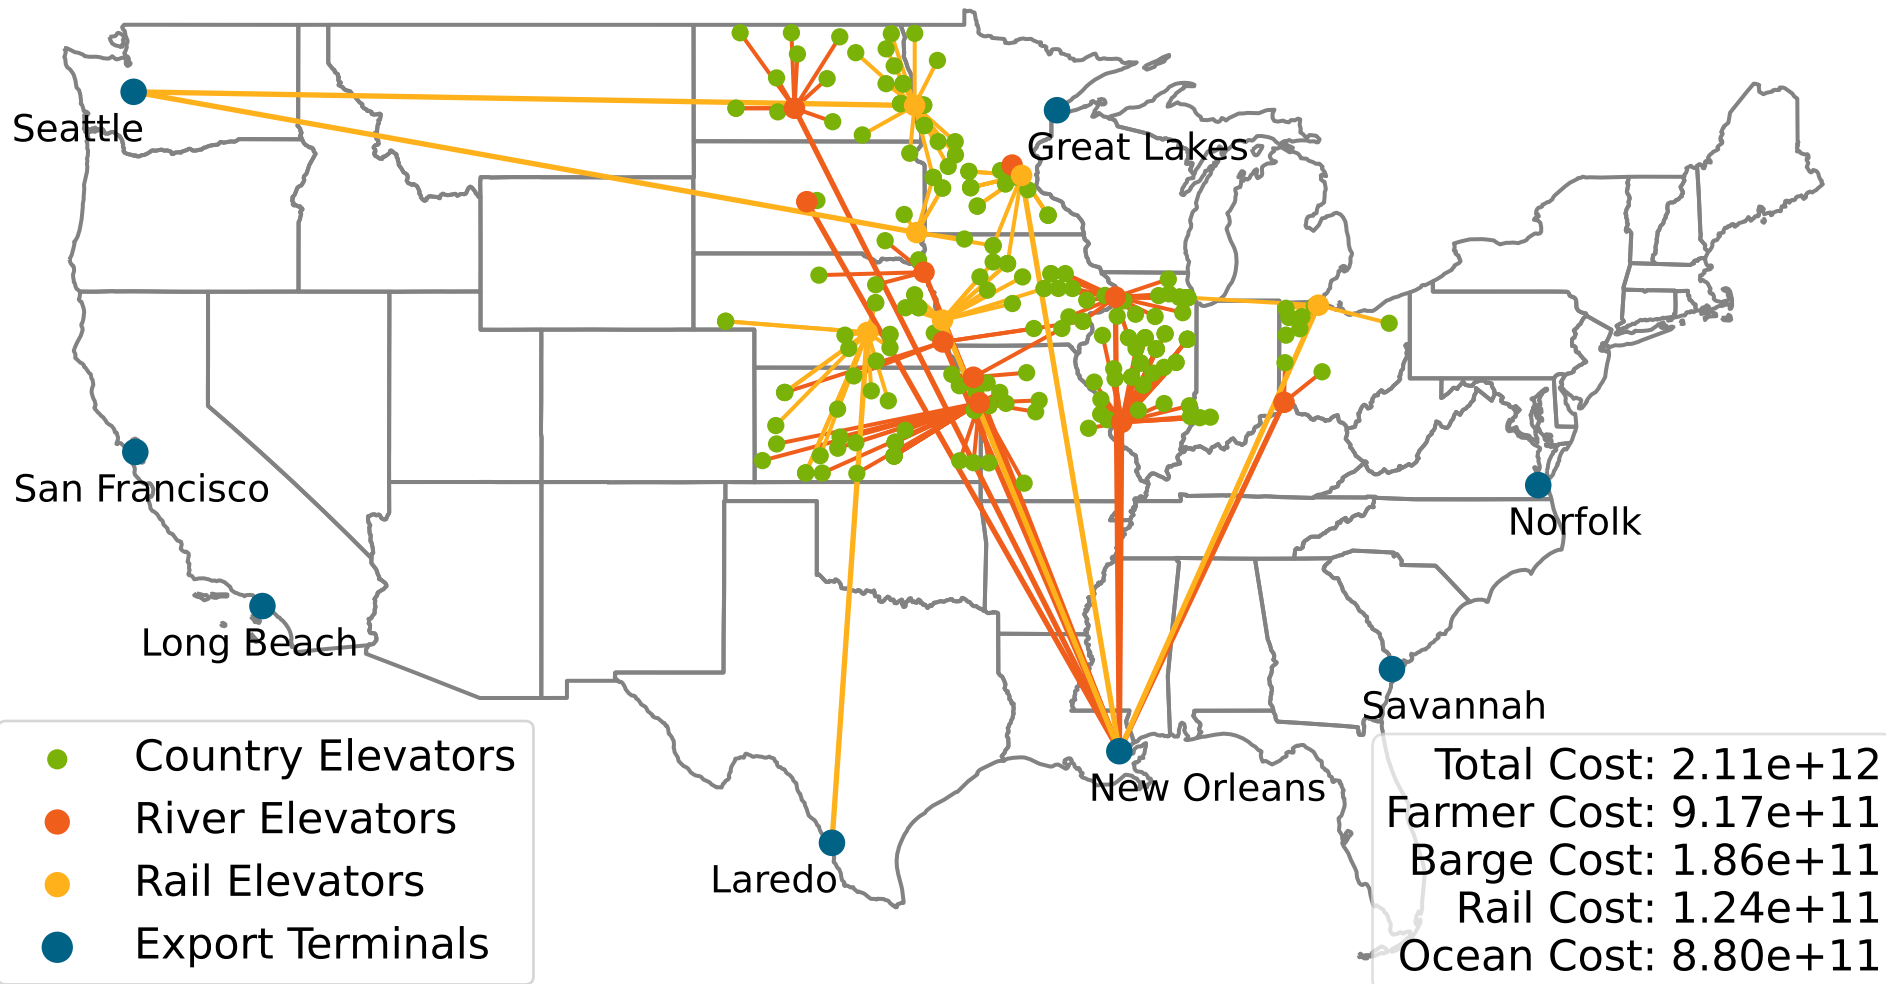 Seattle
Great Lakes
San Francisco
Norfolk
Long Beach
Savannah
New Orleans
Laredo
Country Elevators
River Elevators
Rail Elevators
Export Terminals
Total Cost: 2.11e+12
Farmer Cost: 9.17e+11
Barge Cost: 1.86e+11
Rail Cost: 1.24e+11
Ocean Cost: 8.80e+11